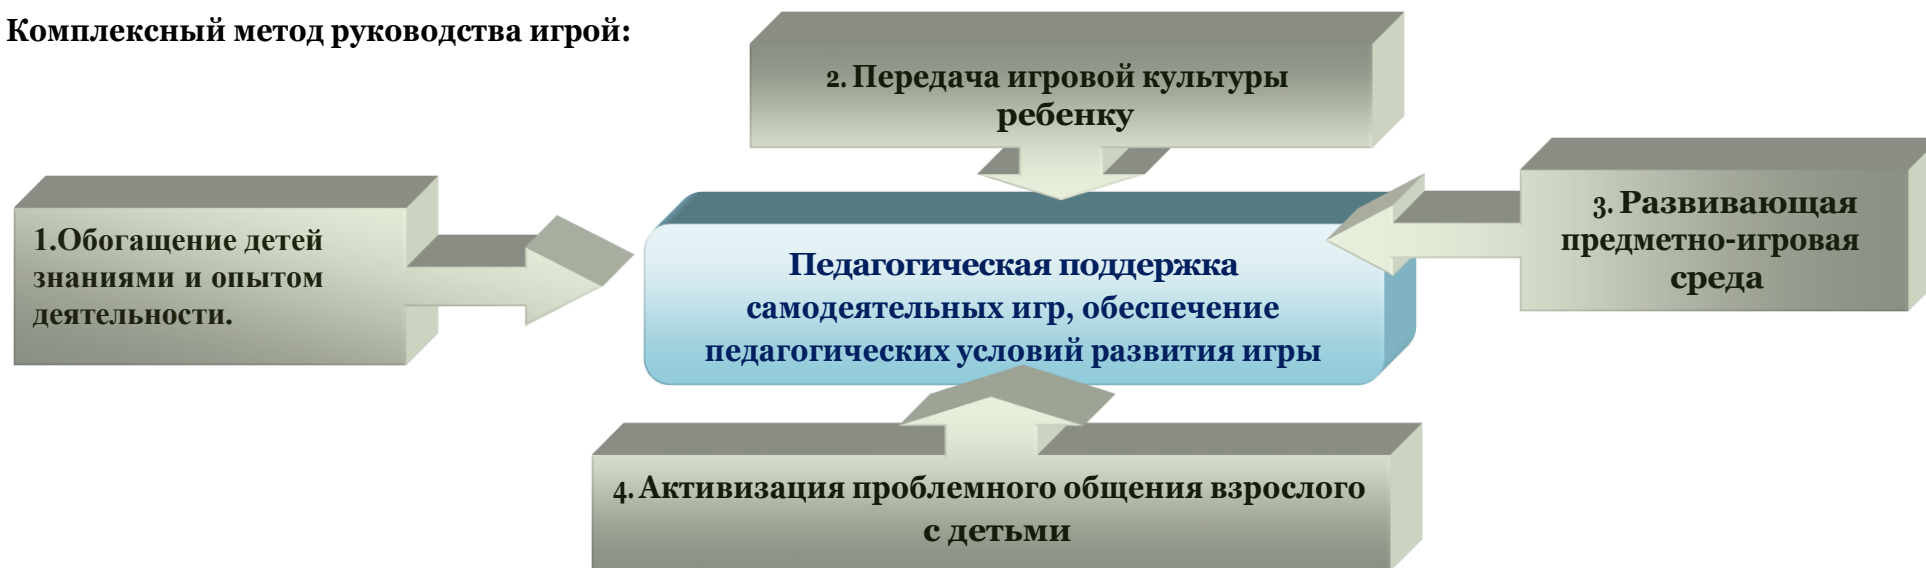 Комплексный метод руководства игрой:
2. Передача игровой культуры
ребенку
1.Обогащение детей
знаниями и опытом
деятельности.
3. Развивающая
предметно-игровая
среда
Педагогическая поддержка
самодеятельных игр, обеспечение
педагогических условий развития игры
4. Активизация проблемного общения взрослого
с детьми